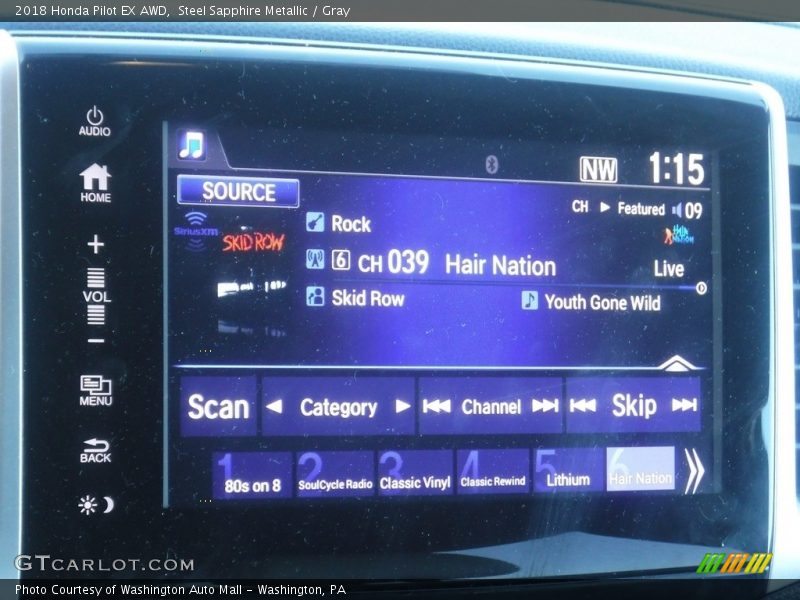 2018 Honda Pilot EX AWD, Steel Sapphire Metallic / Gray
AUDIO
HOME
+
VOL
−
MENU
BACK
NW 1:15
SOURCE
CH ▶ Featured 09
SiriusXM
SKID ROW
Rock
HAIR NATION
6 CH 039 Hair Nation
Live
Skid Row
Youth Gone Wild
Scan
Category
Channel
Skip
1 80s on 8
2 SoulCycle Radio
3 Classic Vinyl
4 Classic Rewind
5 Lithium
6 Hair Nation
GTCARLOT.COM
Photo Courtesy of Washington Auto Mall - Washington, PA